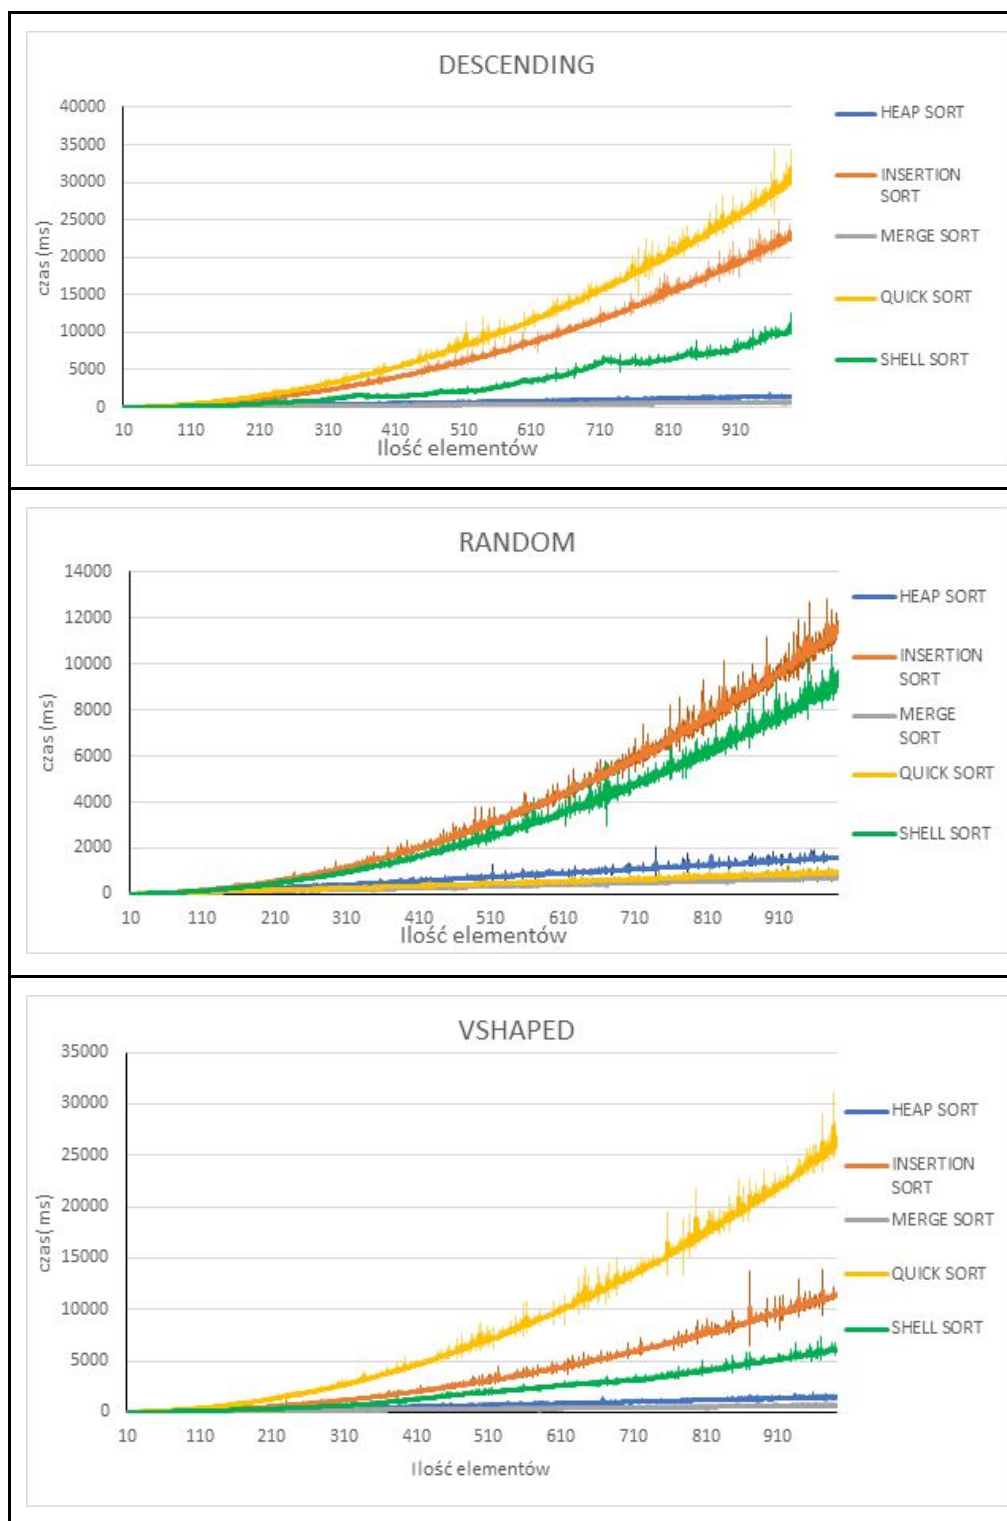 DESCENDING
40000
35000
30000
25000
20000
15000
10000
5000
0
czas (ms)
10 110 210 310 410 510 610 710 810 910
Ilość elementów
HEAP SORT
INSERTION
SORT
MERGE SORT
QUICK SORT
SHELL SORT
RANDOM
14000
12000
10000
8000
6000
4000
2000
0
czas (ms)
10 110 210 310 410 510 610 710 810 910
Ilość elementów
HEAP SORT
INSERTION
SORT
MERGE
SORT
QUICK SORT
SHELL SORT
VSHAPED
35000
30000
25000
20000
15000
10000
5000
0
czas( ms)
10 110 210 310 410 510 610 710 810 910
Ilość elementów
HEAP SORT
INSERTION
SORT
MERGE SORT
QUICK SORT
SHELL SORT